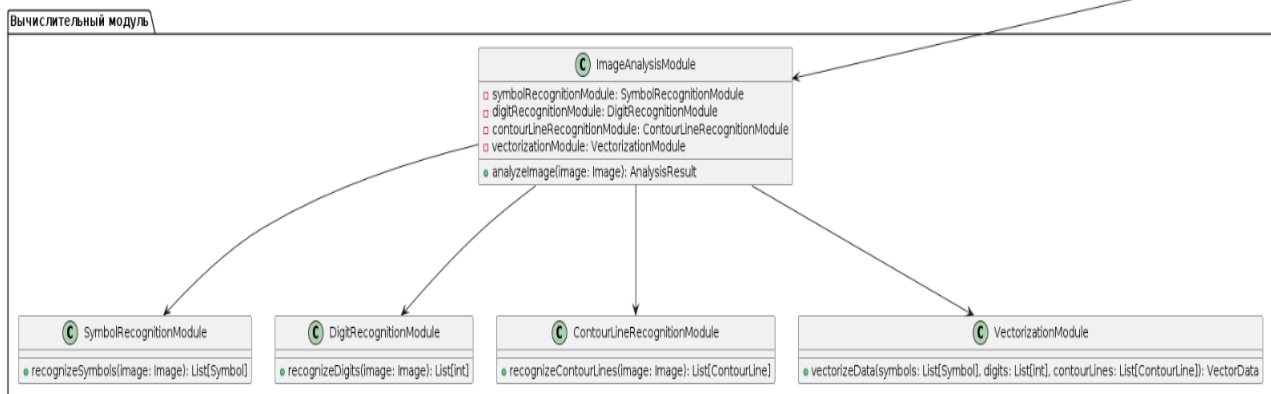 Вычислительный модуль
C ImageAnalysisModule
symbolRecognitionModule: SymbolRecognitionModule
digitRecognitionModule: DigitRecognitionModule
contourLineRecognitionModule: ContourLineRecognitionModule
vectorizationModule: VectorizationModule
analyzeImage(image: Image): AnalysisResult
C SymbolRecognitionModule
recognizeSymbols(image: Image): List[Symbol]
C DigitRecognitionModule
recognizeDigits(image: Image): List[int]
C ContourLineRecognitionModule
recognizeContourLines(image: Image): List[ContourLine]
C VectorizationModule
vectorizeData(symbols: List[Symbol], digits: List[int], contourLines: List[ContourLine]): VectorData